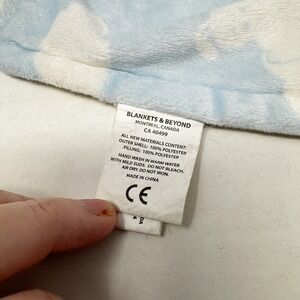 BLANKETS & BEYOND
MONTREAL, CANADA
CA 40499
ALL NEW MATERIALS CONTENT:
OUTER SHELL: 100% POLYESTER
FILLING: 100% POLYESTER
HAND WASH IN WARM WATER
WITH MILD SUDS. DO NOT BLEACH.
AIR DRY. DO NOT IRON.
MADE IN CHINA
CE